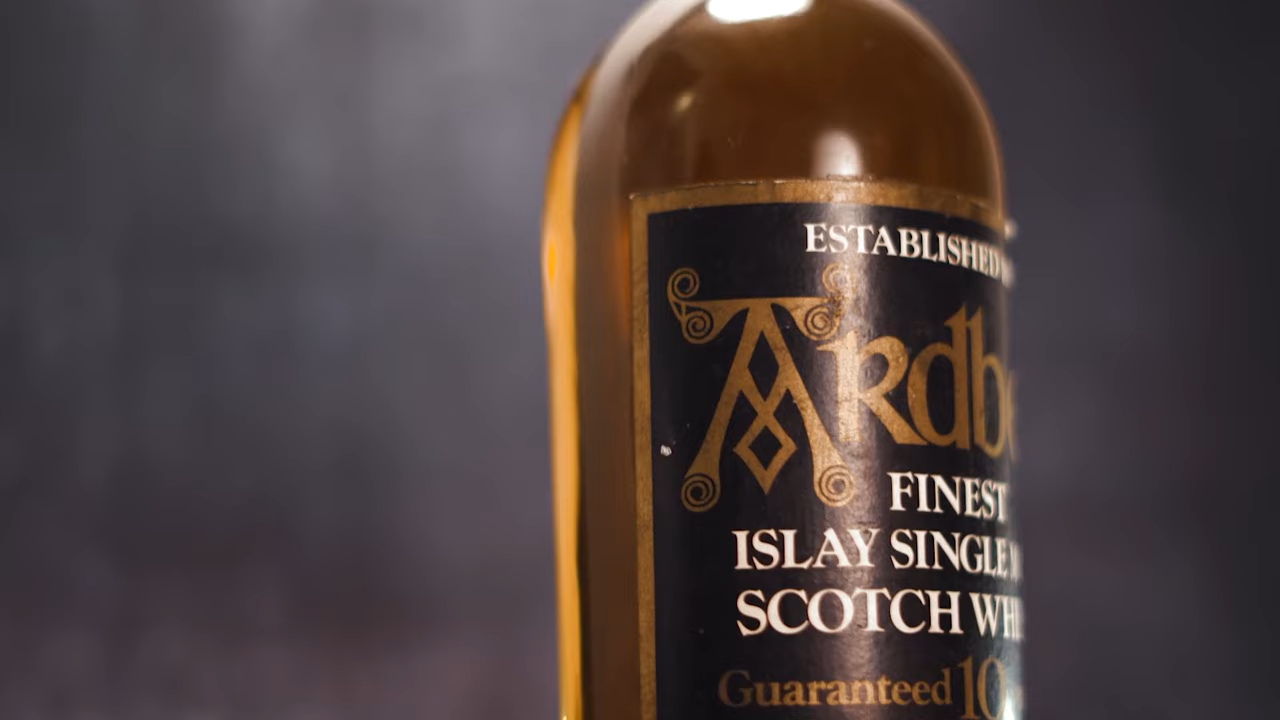 ESTABLISHED
Ardb
FINEST
ISLAY SINGLE
SCOTCH WH
Guaranteed 10